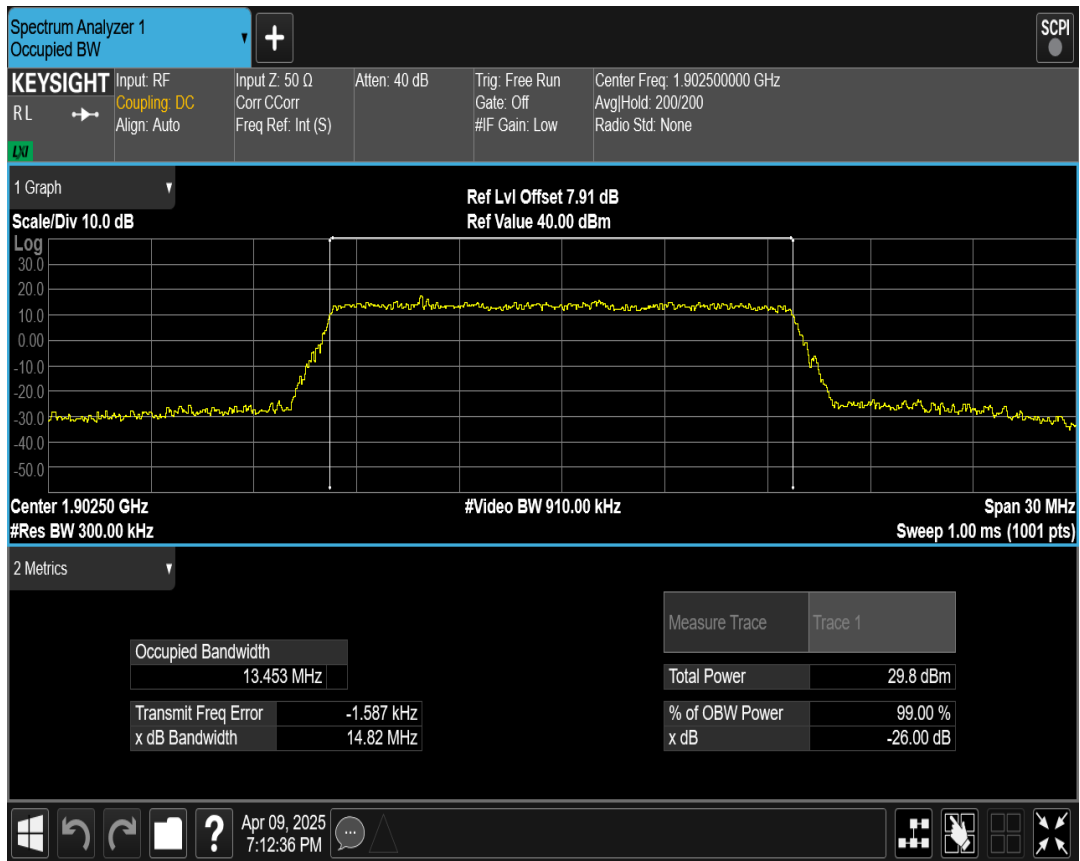 Spectrum Analyzer 1
Occupied BW
SCPI
KEYSIGHT
RL
LXI
Input: RF
Coupling: DC
Align: Auto
Input Z: 50 Ω
Corr CCorr
Freq Ref: Int (S)
Atten: 40 dB
Trig: Free Run
Gate: Off
#IF Gain: Low
Center Freq: 1.902500000 GHz
Avg|Hold: 200/200
Radio Std: None
1 Graph
Scale/Div 10.0 dB
Ref Lvl Offset 7.91 dB
Ref Value 40.00 dBm
Log
30.0
20.0
10.0
0.00
-10.0
-20.0
-30.0
-40.0
-50.0
Center 1.90250 GHz
#Res BW 300.00 kHz
#Video BW 910.00 kHz
Span 30 MHz
Sweep 1.00 ms (1001 pts)
2 Metrics
Occupied Bandwidth
13.453 MHz
Transmit Freq Error -1.587 kHz
x dB Bandwidth 14.82 MHz
Measure Trace Trace 1
Total Power 29.8 dBm
% of OBW Power 99.00 %
x dB -26.00 dB
Apr 09, 2025
7:12:36 PM